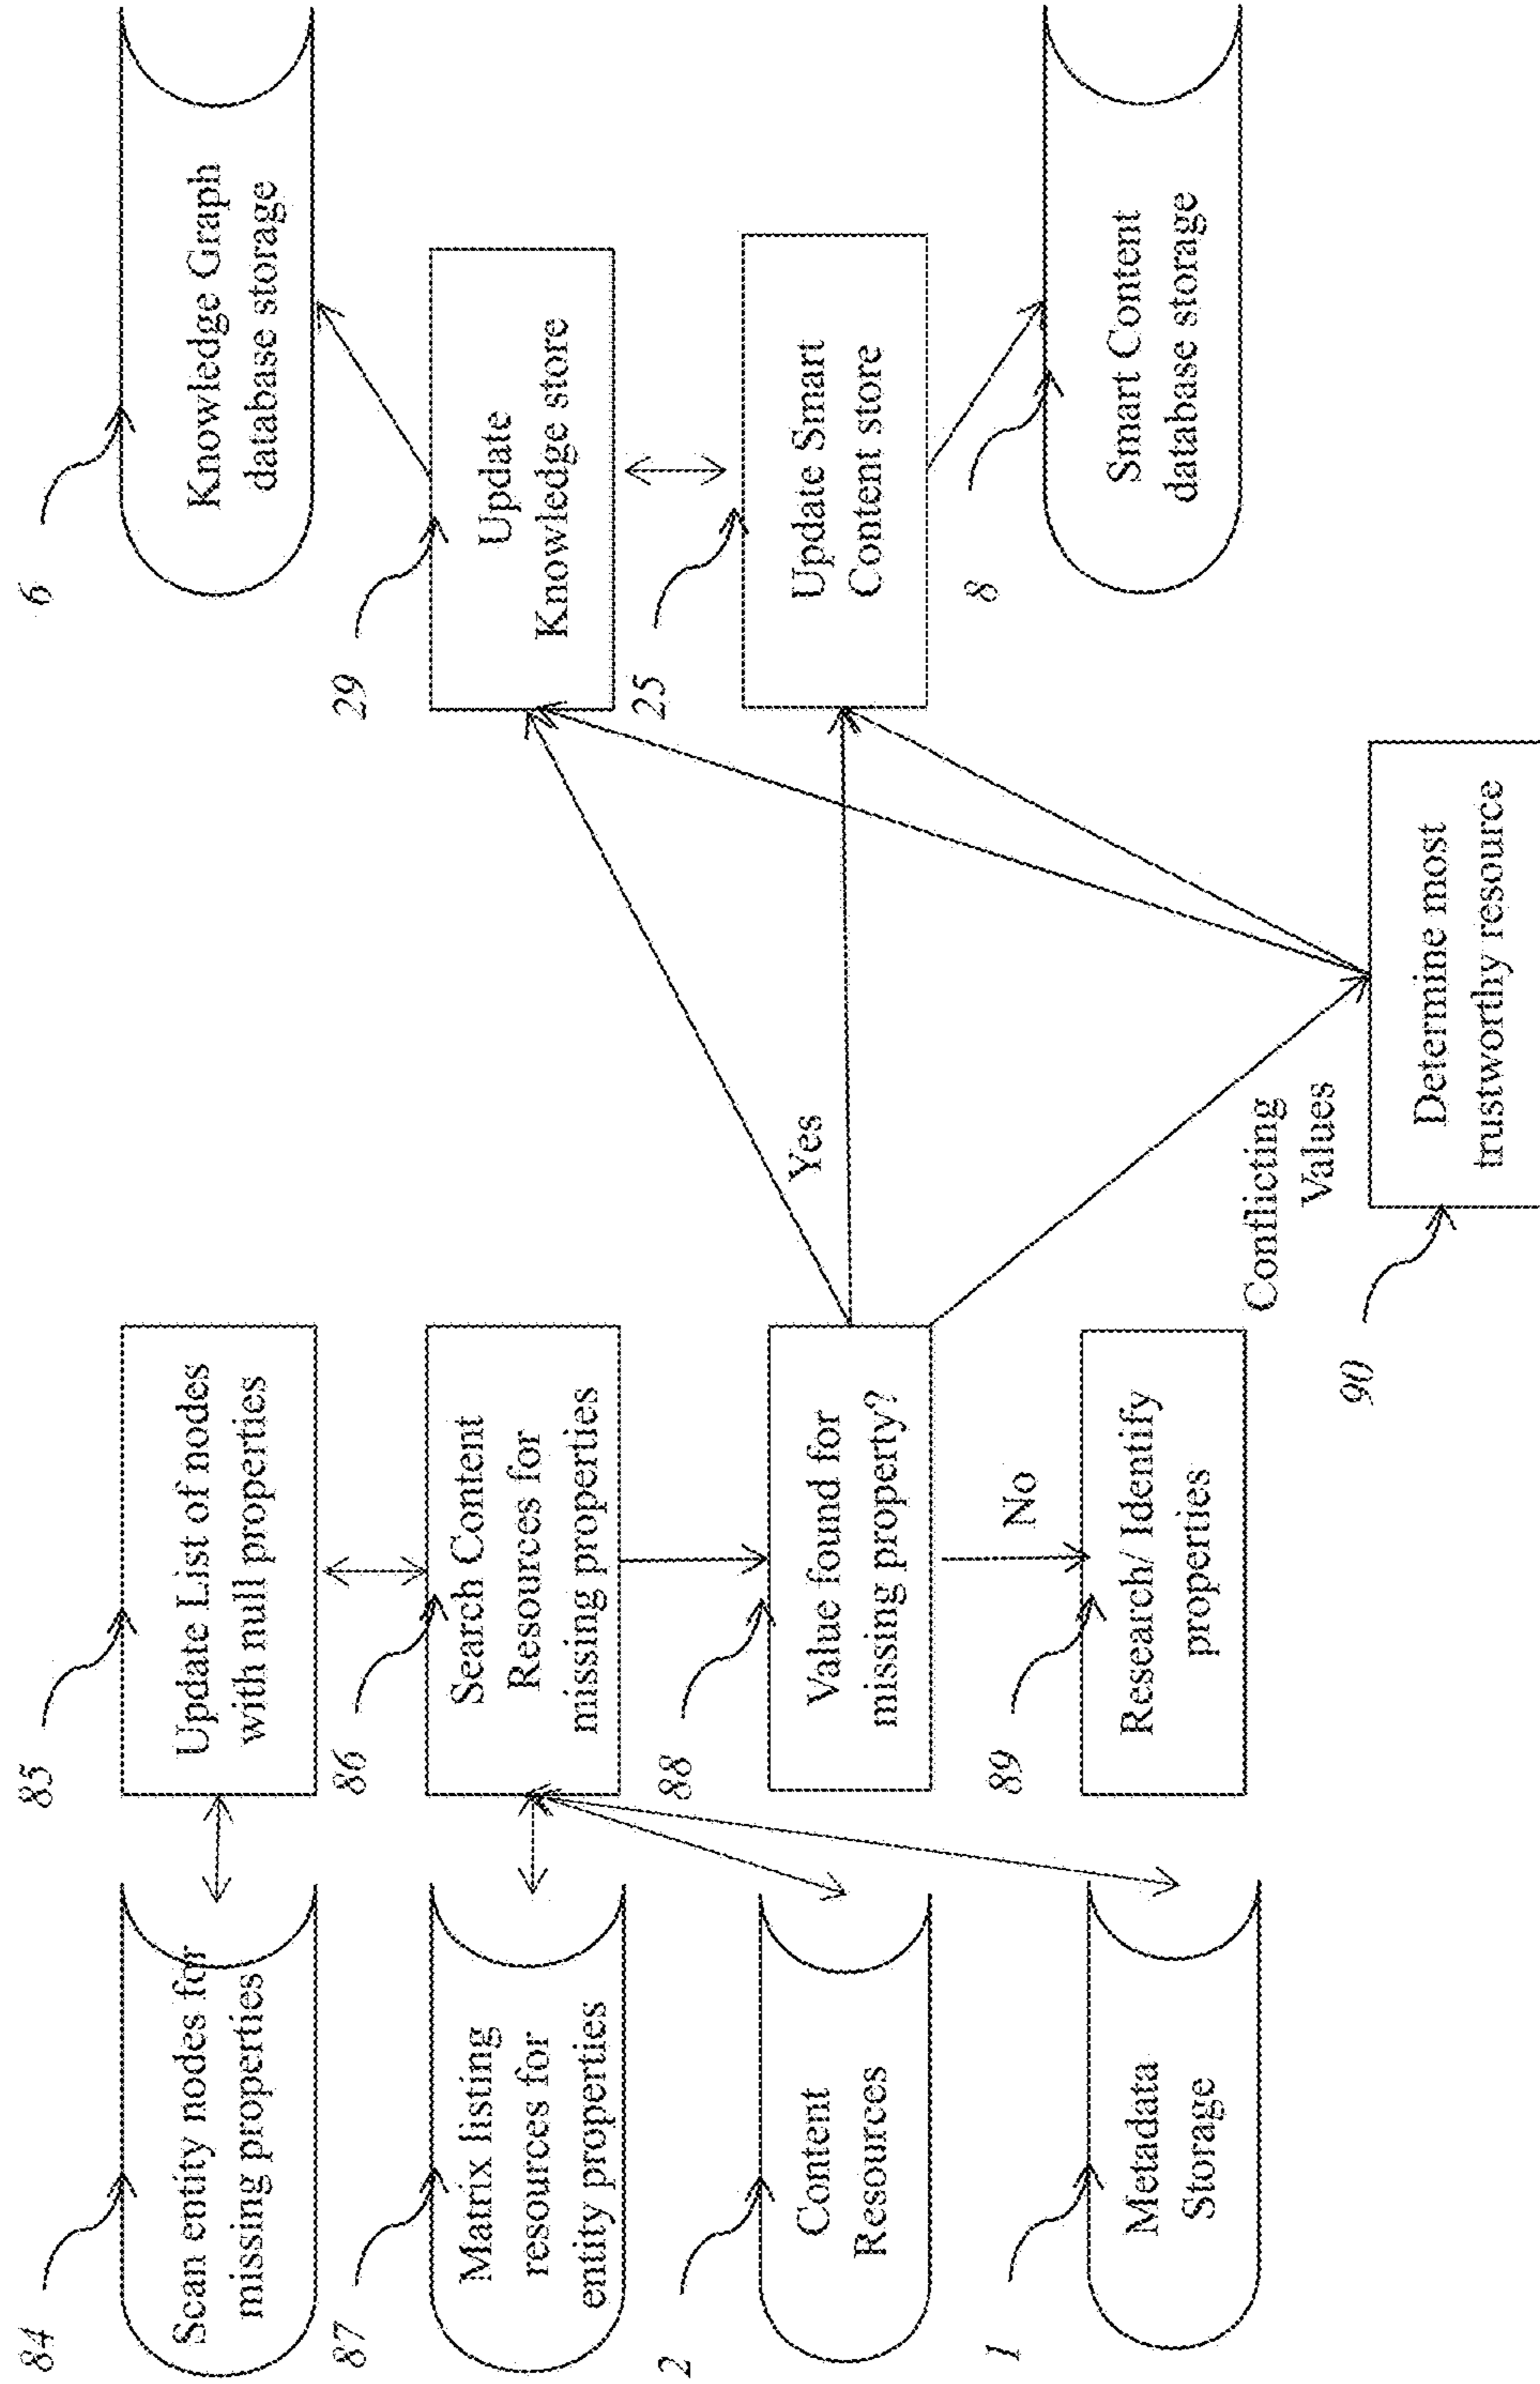 84
Scan entity nodes for
missing properties
85
Update List of nodes
with null properties
6
Knowledge Graph
database storage
87
Matrix listing
resources for
entity properties
86
Search Content
Resources for
missing properties
29
Update
Knowledge store
2
Content
Resources
88
Value found for
missing property?
Yes
25
Update Smart
Content store
1
Metadata
Storage
No
89
Research/ Identify
properties
Conflicting
Values
8
Smart Content
database storage
90
Determine most
trustworthy resource